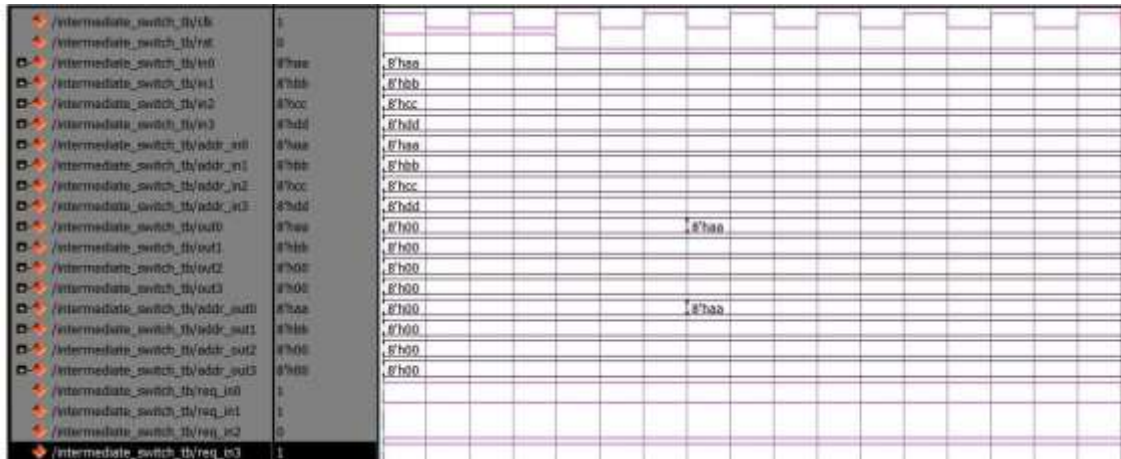 /intermediate_switch_tb/clk 1
/intermediate_switch_tb/rst 0
/intermediate_switch_tb/in0 8'haa 8'haa
/intermediate_switch_tb/in1 8'hbb 8'hbb
/intermediate_switch_tb/in2 8'hcc 8'hcc
/intermediate_switch_tb/in3 8'hdd 8'hdd
/intermediate_switch_tb/addr_in0 8'haa 8'haa
/intermediate_switch_tb/addr_in1 8'hbb 8'hbb
/intermediate_switch_tb/addr_in2 8'hcc 8'hcc
/intermediate_switch_tb/addr_in3 8'hdd 8'hdd
/intermediate_switch_tb/out0 8'haa 8'h00 8'haa
/intermediate_switch_tb/out1 8'hbb 8'h00
/intermediate_switch_tb/out2 8'h00 8'h00
/intermediate_switch_tb/out3 8'h00 8'h00
/intermediate_switch_tb/addr_out0 8'haa 8'h00 8'haa
/intermediate_switch_tb/addr_out1 8'hbb 8'h00
/intermediate_switch_tb/addr_out2 8'h00 8'h00
/intermediate_switch_tb/addr_out3 8'h00 8'h00
/intermediate_switch_tb/req_in0 1
/intermediate_switch_tb/req_in1 1
/intermediate_switch_tb/req_in2 0
/intermediate_switch_tb/req_in3 1